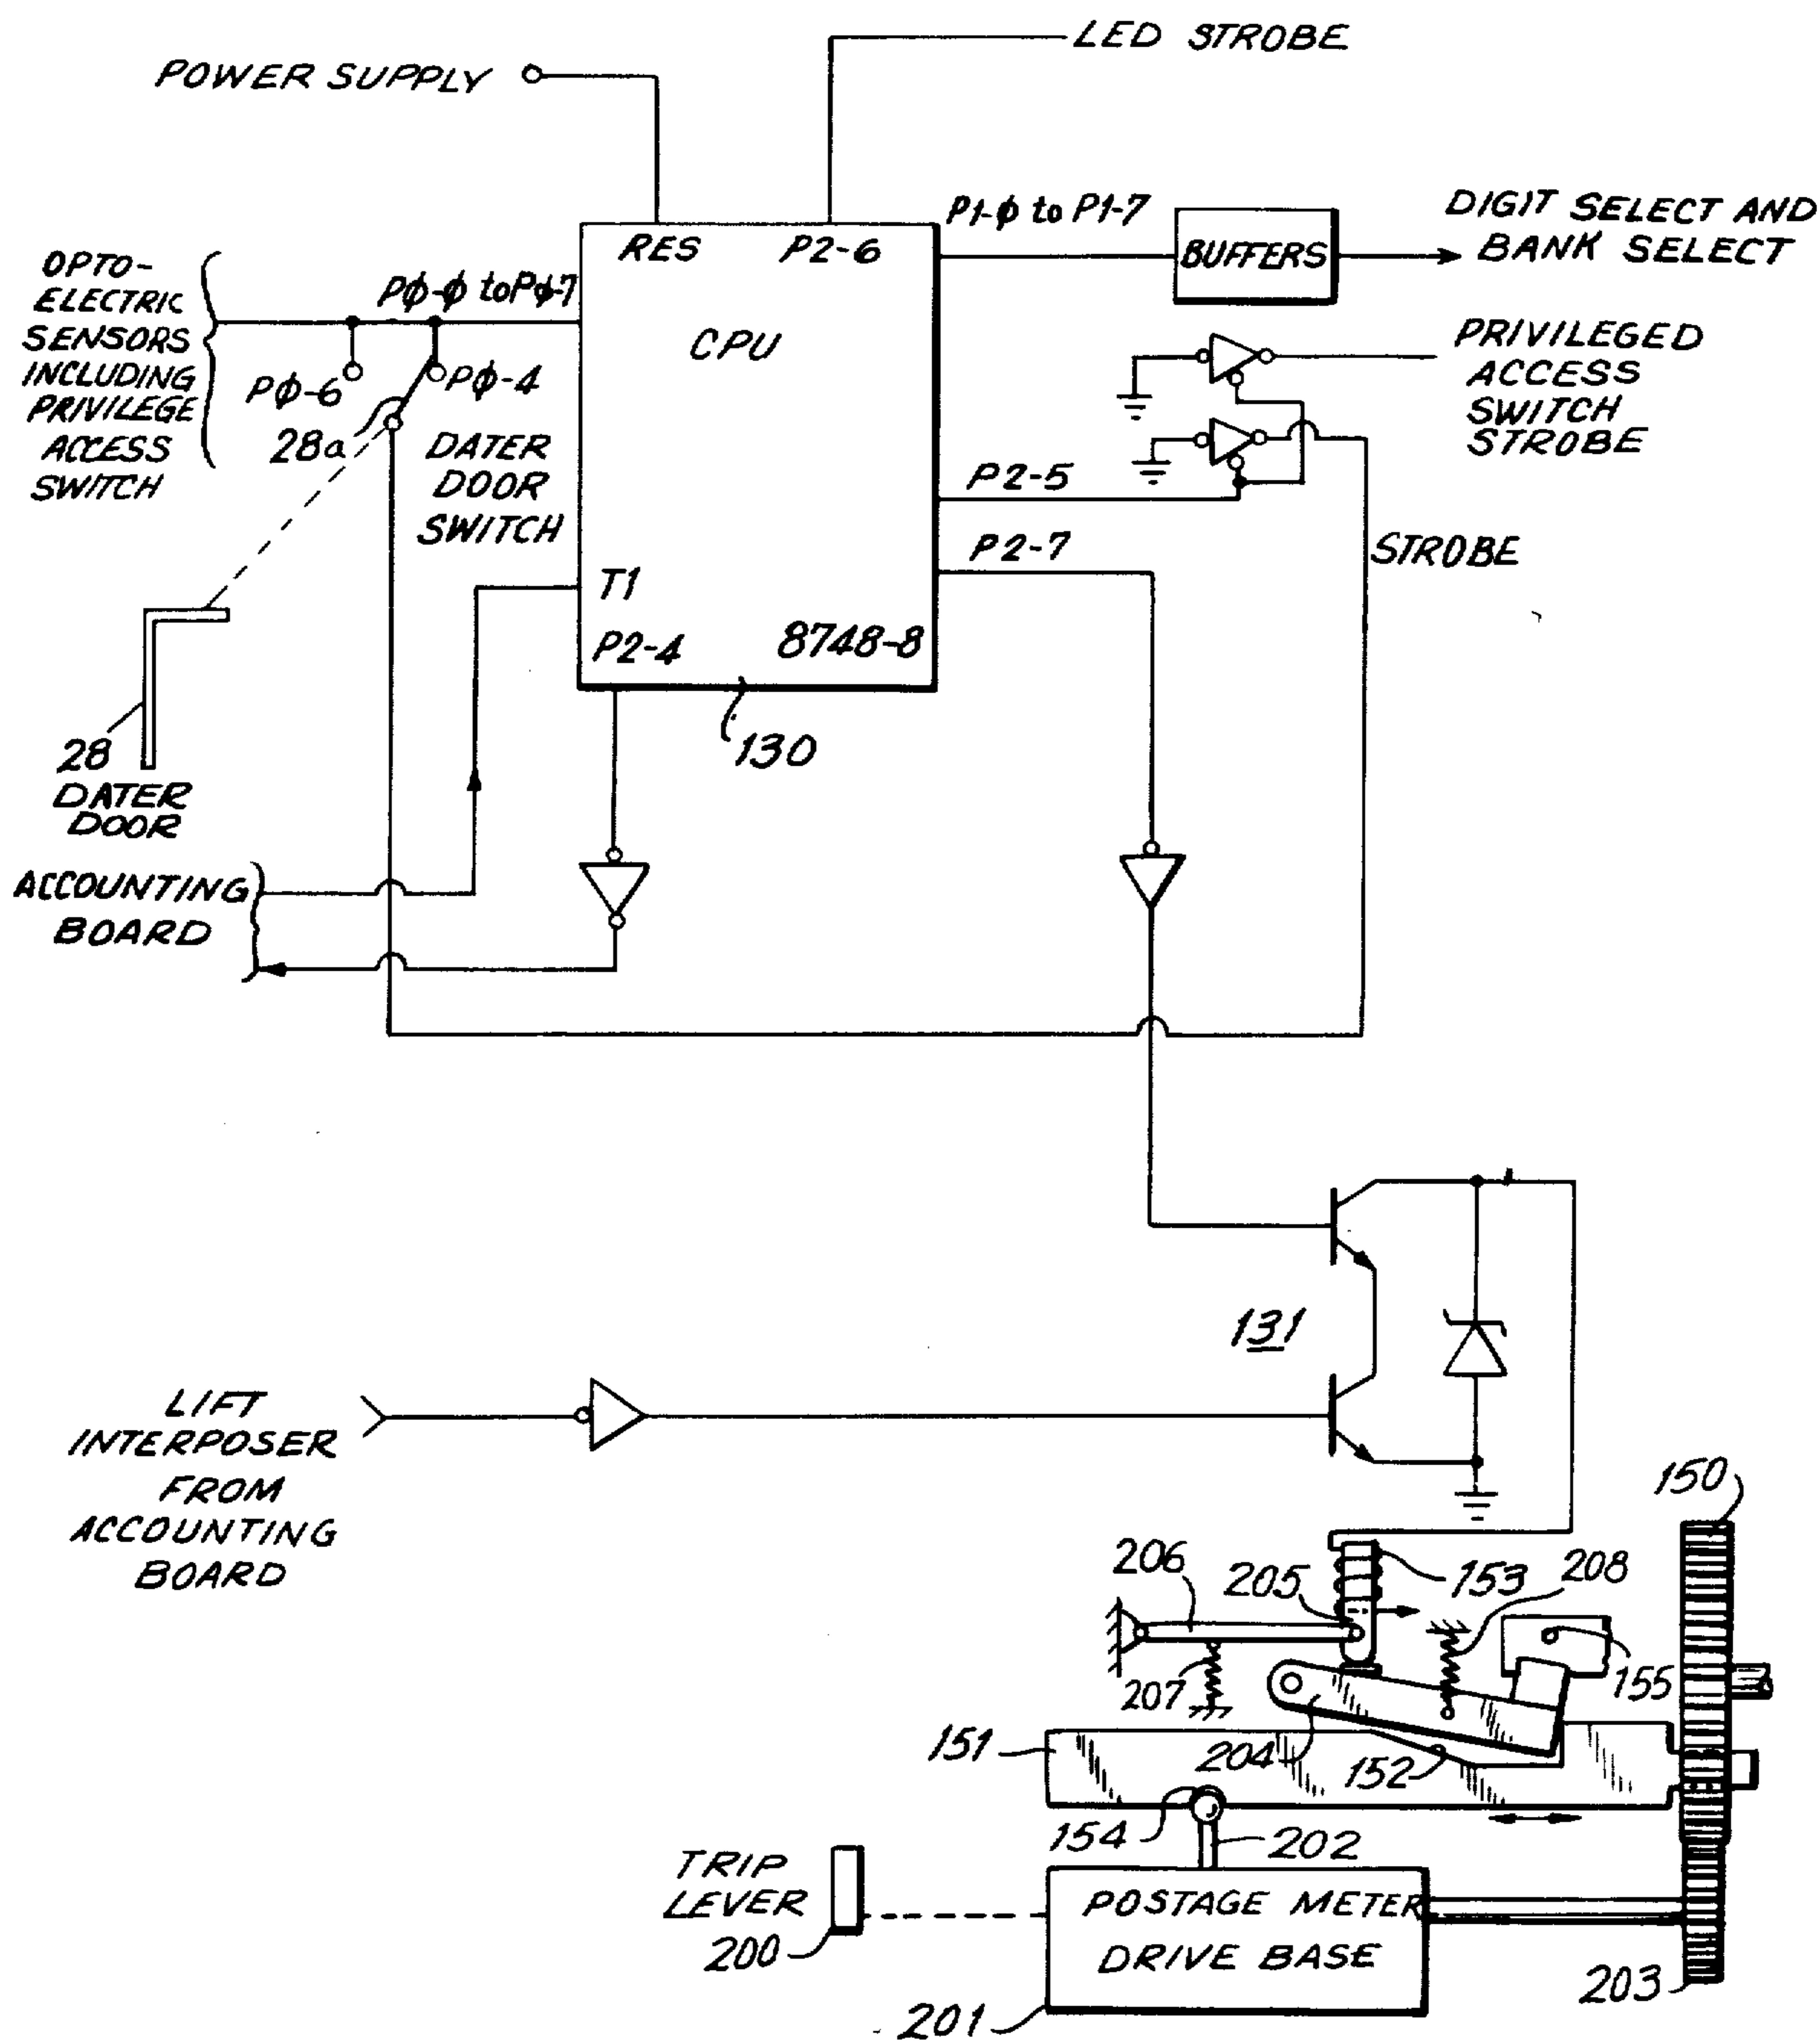 LED STROBE
POWER SUPPLY
P1-φ to P1-7
DIGIT SELECT AND
BANK SELECT
BUFFERS
RES
P2-6
OPTO-
ELECTRIC
SENSORS
INCLUDING
PRIVILEGE
ACCESS
SWITCH
Pφ-φ to Pφ-7
CPU
Pφ-6
Pφ-4
28a
DATER
DOOR
SWITCH
PRIVILEGED
ACCESS
SWITCH
STROBE
P2-5
P2-7
STROBE
T1
P2-4
8748-8
130
28
DATER
DOOR
ACCOUNTING
BOARD
131
LIFT
INTERPOSER
FROM
ACCOUNTING
BOARD
150
206
205
153
208
207
155
151
204
152
154
202
TRIP
LEVER
200
POSTAGE METER
DRIVE BASE
203
201